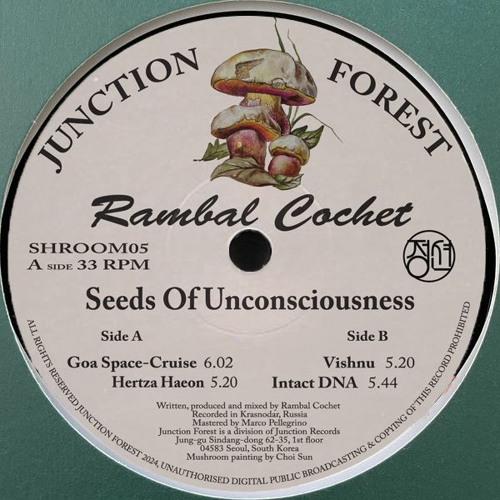 JUNCTION FOREST
Rambal Cochet
SHROOM05
A SIDE 33 RPM
정션
Seeds Of Unconsciousness
Side A
Goa Space-Cruise 6.02
Hertza Haeon 5.20
Side B
Vishnu 5.20
Intact DNA 5.44
Written, produced and mixed by Rambal Cochet
Recorded in Krasnodar, Russia
Mastered by Marco Pellegrino
Junction Forest is a division of Junction Records
Jung-gu Sindang-dong 62-35, 1st floor
04583 Seoul, South Korea
Mushroom painting by Choi Sun
ALL RIGHTS RESERVED JUNCTION FOREST 2024, UNAUTHORISED DIGITAL PUBLIC BROADCASTING & COPYING OF THIS RECORD PROHIBITED